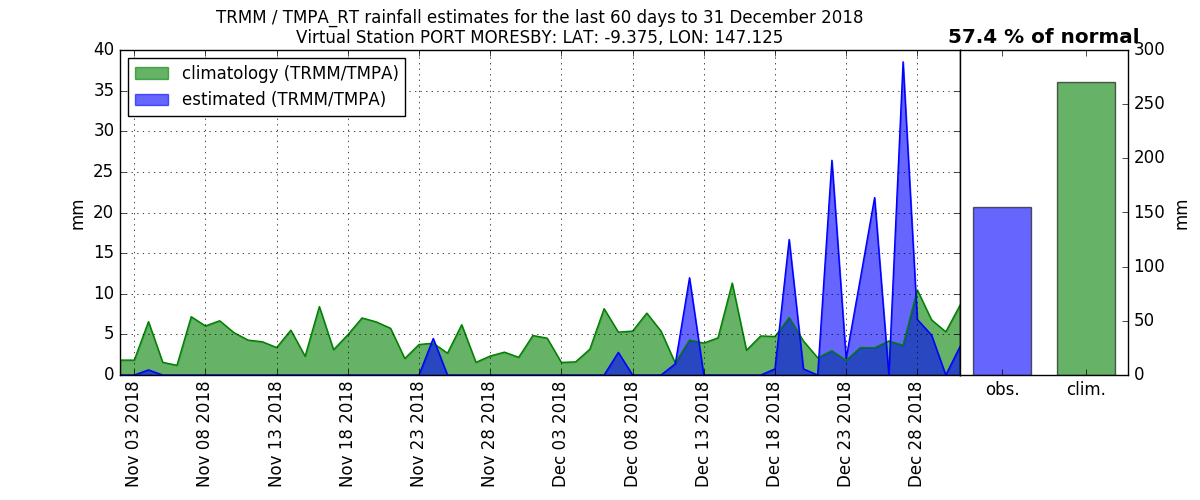 TRMM / TMPA_RT rainfall estimates for the last 60 days to 31 December 2018
Virtual Station PORT MORESBY: LAT: -9.375, LON: 147.125
57.4 % of normal
climatology (TRMM/TMPA)
estimated (TRMM/TMPA)
40
35
30
25
20
15
10
5
0
mm
Nov 03 2018
Nov 08 2018
Nov 13 2018
Nov 18 2018
Nov 23 2018
Nov 28 2018
Dec 03 2018
Dec 08 2018
Dec 13 2018
Dec 18 2018
Dec 23 2018
Dec 28 2018
obs.
clim.
300
250
200
150
100
50
0
mm